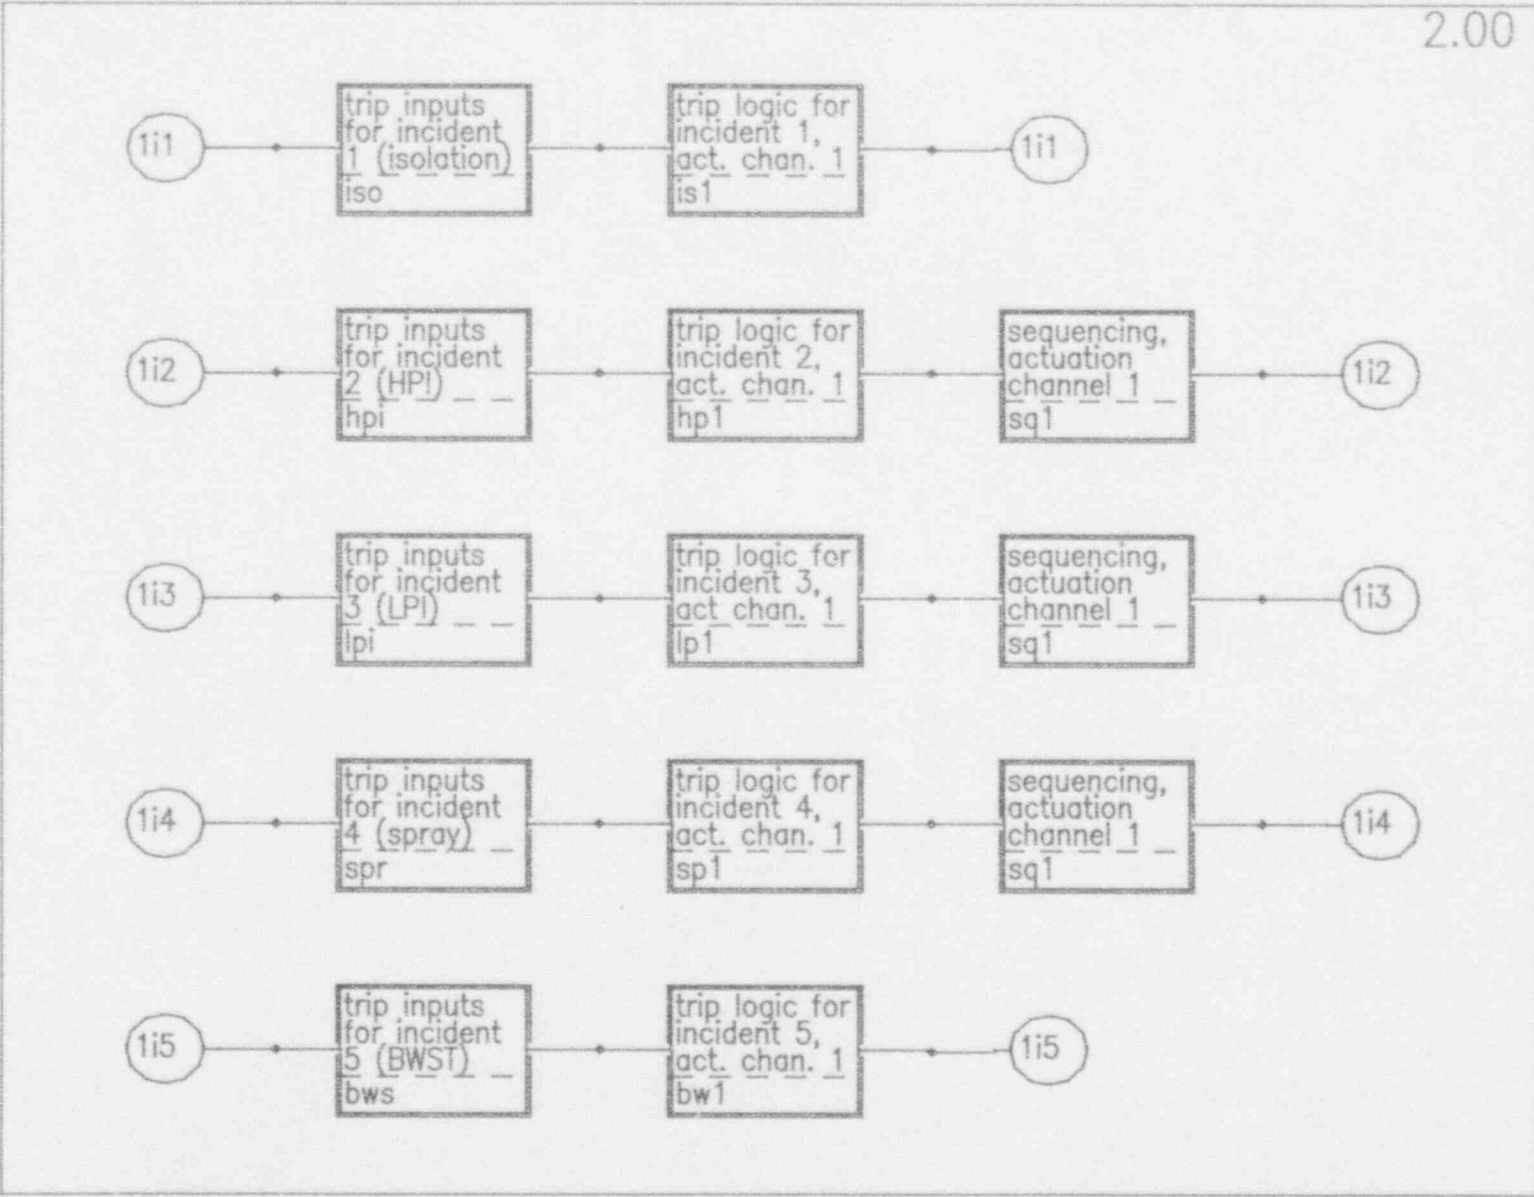 2.00
1i1
trip inputs
for incident
1 (isolation)
iso
trip logic for
incident 1,
act. chan. 1
is1
1i1
1i2
trip inputs
for incident
2 (HPI)
hpi
trip logic for
incident 2,
act. chan. 1
hp1
sequencing,
actuation
channel 1
sq1
1i2
1i3
trip inputs
for incident
3 (LPI)
lpi
trip logic for
incident 3,
act chan. 1
lp1
sequencing,
actuation
channel 1
sq1
1i3
1i4
trip inputs
for incident
4 (spray)
spr
trip logic for
incident 4,
act. chan. 1
sp1
sequencing,
actuation
channel 1
sq1
1i4
1i5
trip inputs
for incident
5 (BWST)
bws
trip logic for
incident 5,
act. chan. 1
bw1
1i5